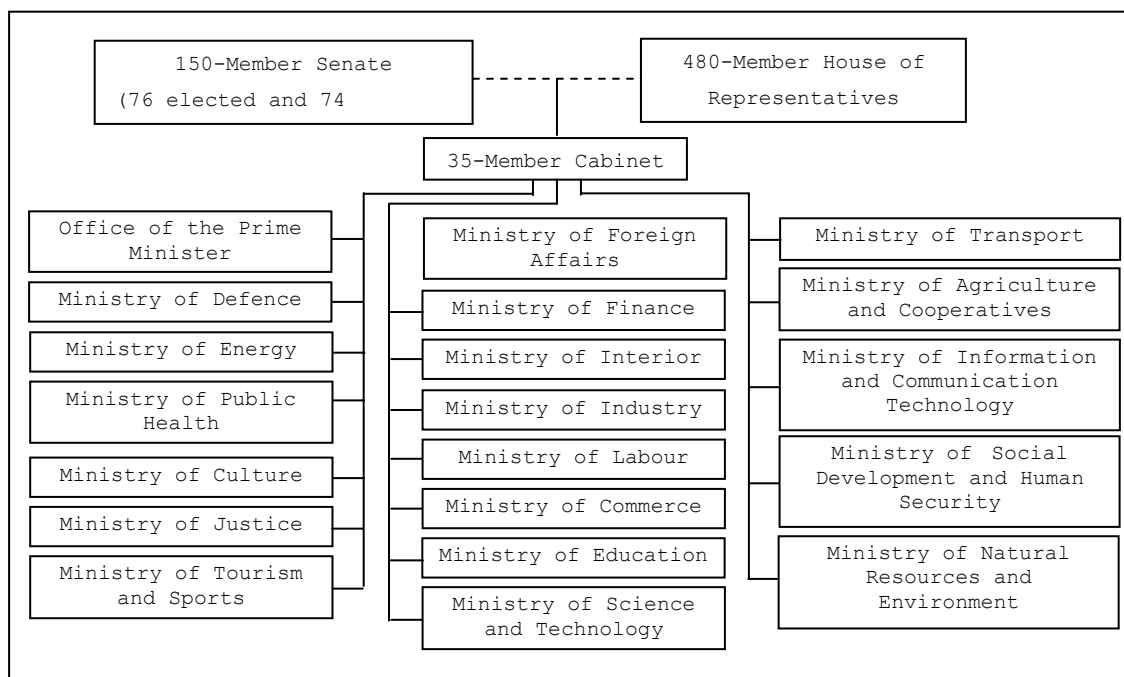 150-Member Senate
(76 elected and 74
480-Member House of
Representatives
35-Member Cabinet
Office of the Prime
Minister
Ministry of Defence
Ministry of Energy
Ministry of Public
Health
Ministry of Culture
Ministry of Justice
Ministry of Tourism
and Sports
Ministry of Foreign
Affairs
Ministry of Finance
Ministry of Interior
Ministry of Industry
Ministry of Labour
Ministry of Commerce
Ministry of Education
Ministry of Science
and Technology
Ministry of Transport
Ministry of Agriculture
and Cooperatives
Ministry of Information
and Communication
Technology
Ministry of Social
Development and Human
Security
Ministry of Natural
Resources and
Environment